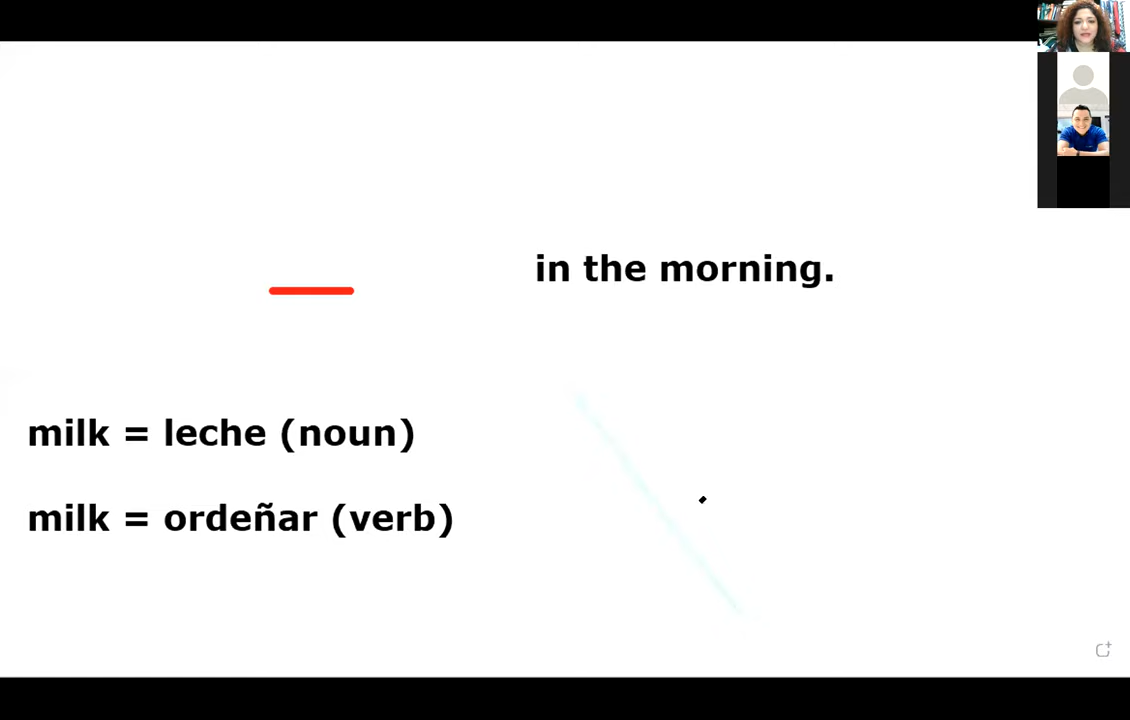 in the morning.
milk = leche (noun)
milk = ordeñar (verb)